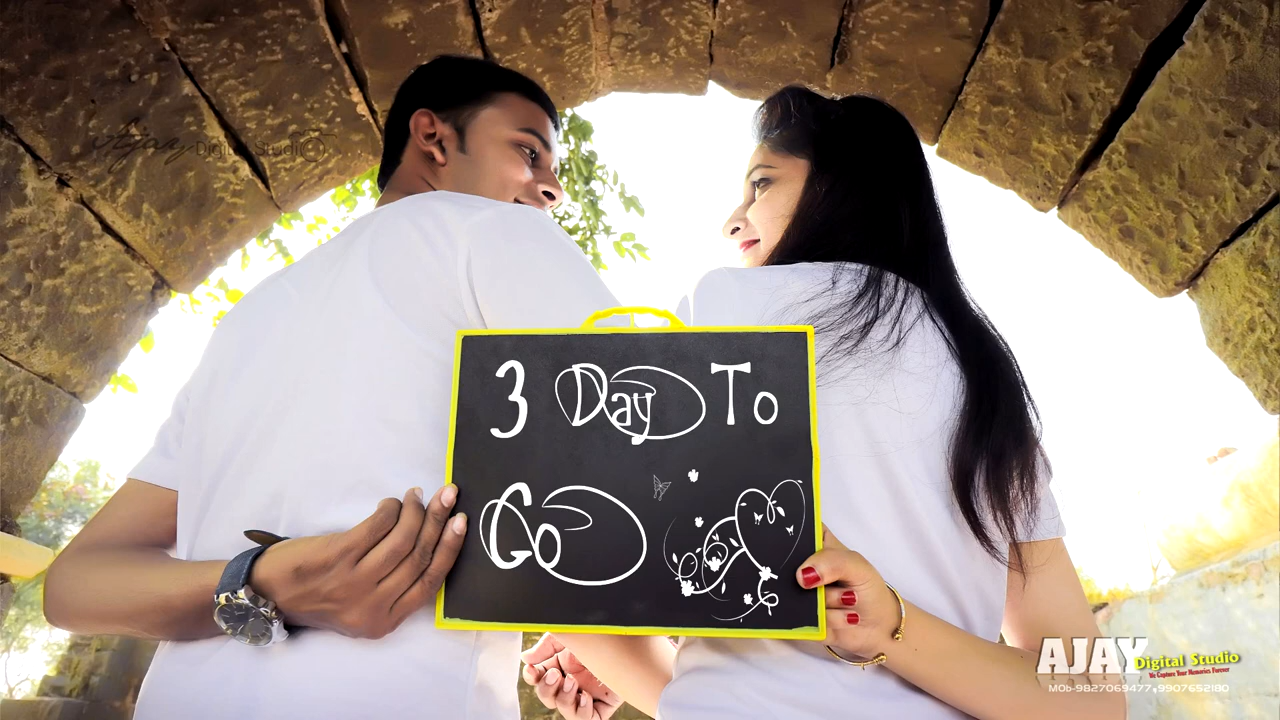 Ajay Digital Studio
3 Day To
Go
AJAY Digital Studio
We Capture Your Memories Forever
MOb-9827069477,9907652180